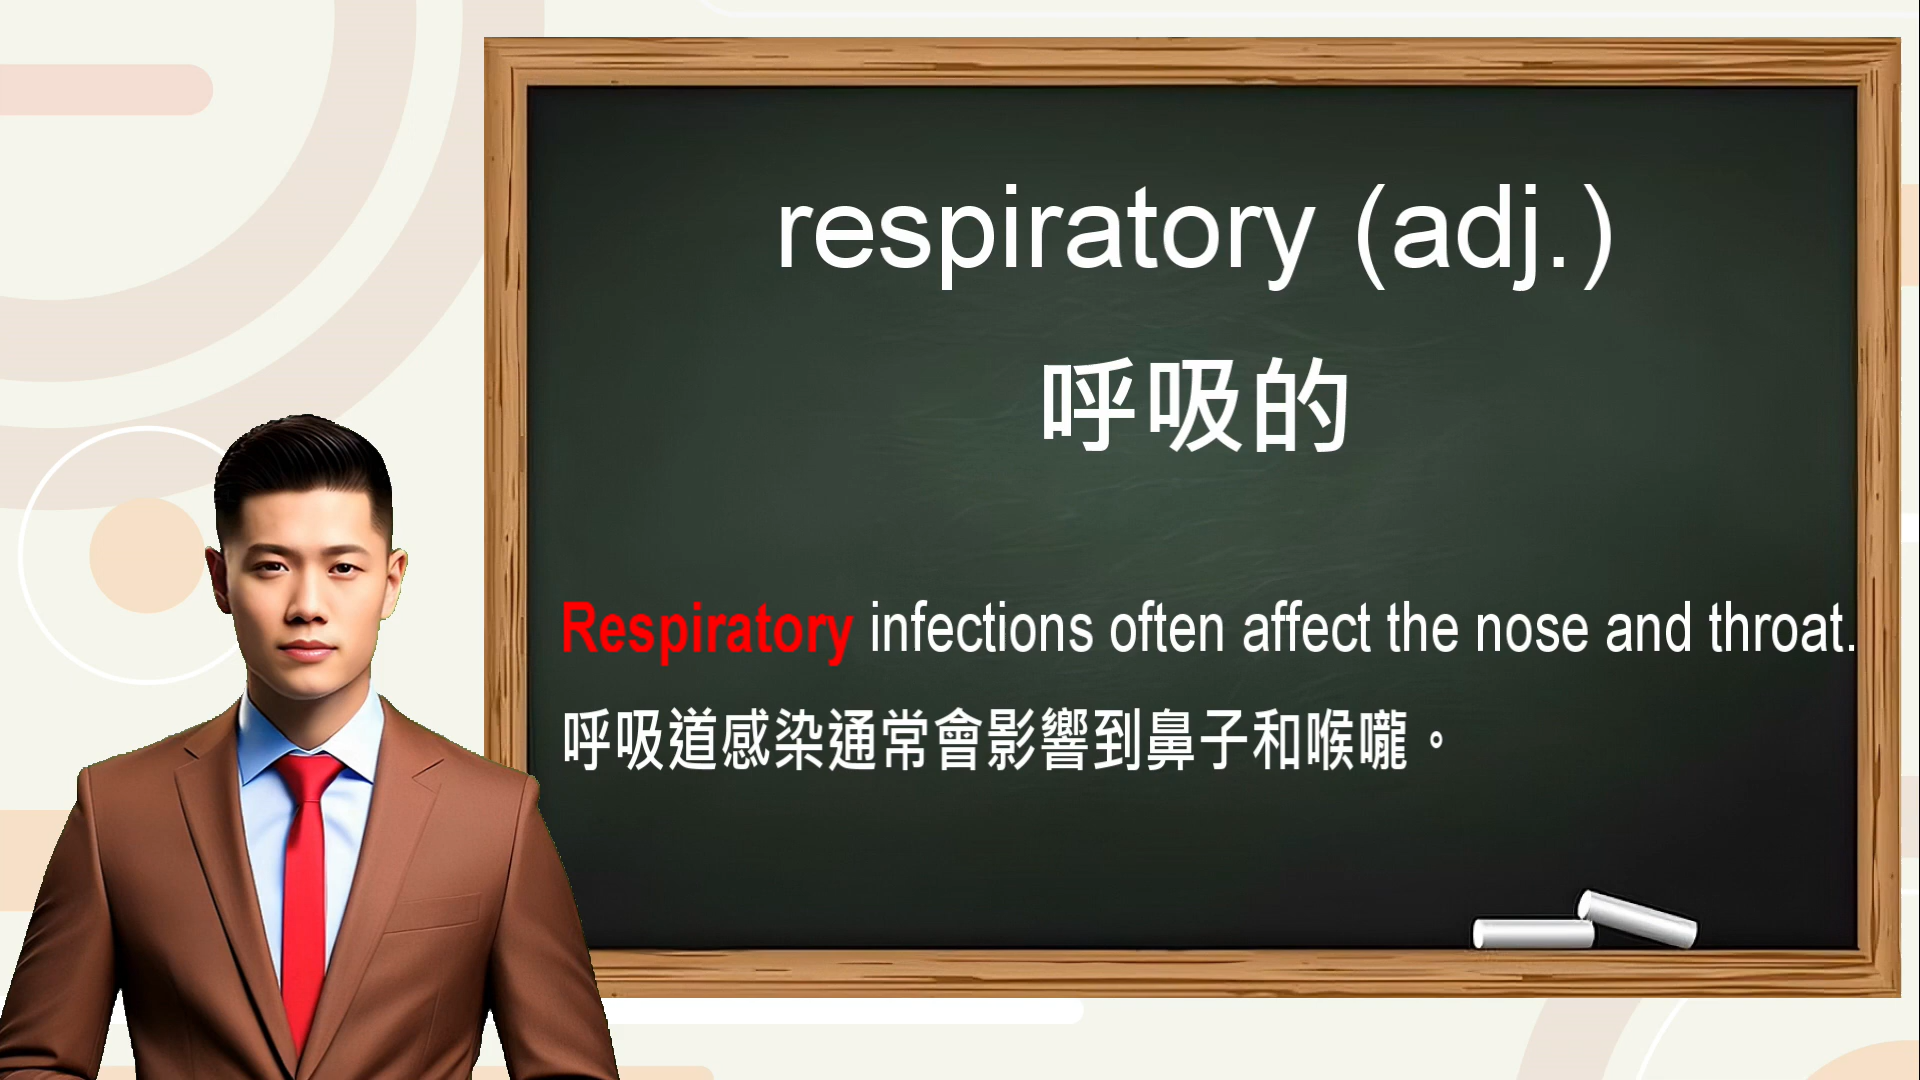 respiratory (adj.)
呼吸的
Respiratory infections often affect the nose and throat.
呼吸道感染通常會影響到鼻子和喉嚨。